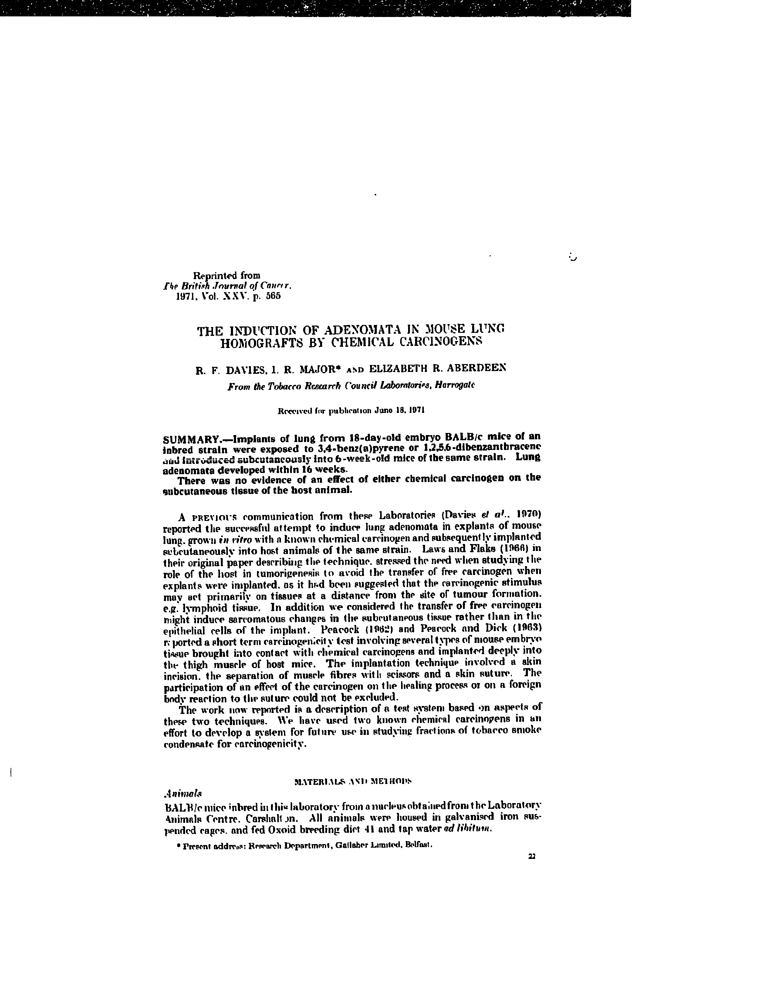 Reprinted from
The British Journal of Cancer,
1971, Vol. XXV, p. 565
THE INDUCTION OF ADENOMATA IN MOUSE LUNG
HOMOGRAFTS BY CHEMICAL CARCINOGENS
R. F. DAVIES, I. R. MAJOR* AND ELIZABETH R. ABERDEEN
From the Tobacco Research Council Laboratories, Harrogate
Received for publication June 18, 1971
SUMMARY.—Implants of lung from 18-day-old embryo BALB/c mice of an
inbred strain were exposed to 3,4-benz(a)pyrene or 1,2,5,6-dibenzanthracene
and introduced subcutaneously into 6-week-old mice of the same strain. Lung
adenomata developed within 16 weeks.
There was no evidence of an effect of either chemical carcinogen on the
subcutaneous tissue of the host animal.
A PREVIOUS communication from these Laboratories (Davies et al., 1970)
reported the successful attempt to induce lung adenomata in explants of mouse
lung, grown in vitro with a known chemical carcinogen and subsequently implanted
subcutaneously into host animals of the same strain. Laws and Flaks (1966) in
their original paper describing the technique, stressed the need when studying the
role of the host in tumorigenesis to avoid the transfer of free carcinogen when
explants were implanted, as it had been suggested that the carcinogenic stimulus
may act primarily on tissues at a distance from the site of tumour formation,
e.g. lymphoid tissue. In addition we considered the transfer of free carcinogen
might induce sarcomatous changes in the subcutaneous tissue rather than in the
epithelial cells of the implant. Peacock (1962) and Peacock and Dick (1963)
reported a short term carcinogenicity test involving several types of mouse embryo
tissue brought into contact with chemical carcinogens and implanted deeply into
the thigh muscle of host mice. The implantation technique involved a skin
incision, the separation of muscle fibres with scissors and a skin suture. The
participation of an effect of the carcinogen on the healing process or on a foreign
body reaction to the suture could not be excluded.
The work now reported is a description of a test system based on aspects of
these two techniques. We have used two known chemical carcinogens in an
effort to develop a system for future use in studying fractions of tobacco smoke
condensate for carcinogenicity.
MATERIALS AND METHODS
Animals
BALB/c mice inbred in this laboratory from a nucleus obtained from the Laboratory
Animals Centre, Carshalton. All animals were housed in galvanised iron sus-
pended cages, and fed Oxoid breeding diet 41 and tap water ad libitum.
* Present address: Research Department, Gallaher Limited, Belfast.
22